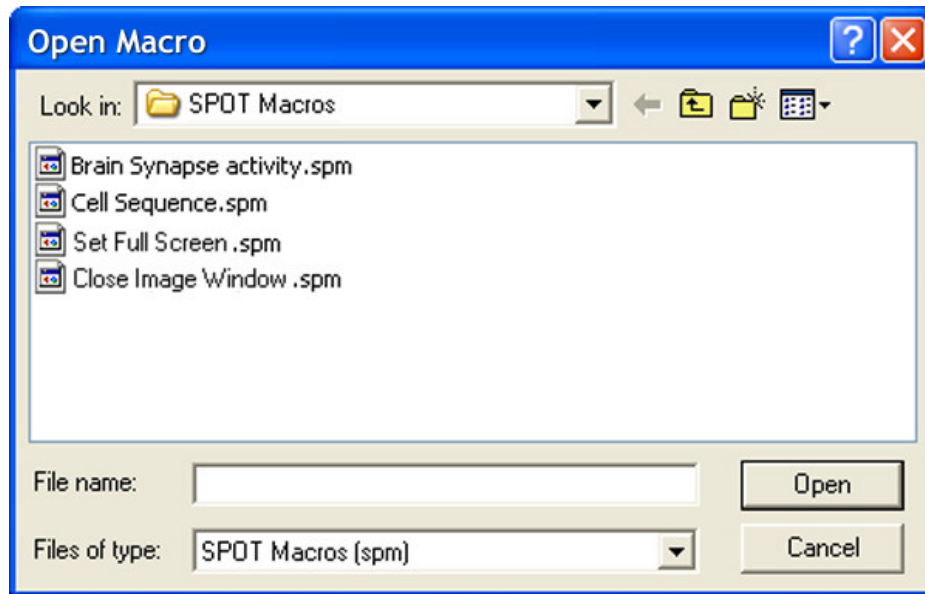 Open Macro
Look in: SPOT Macros
Brain Synapse activity.spm
Cell Sequence.spm
Set Full Screen .spm
Close Image Window .spm
File name:
Open
Files of type: SPOT Macros (spm)
Cancel